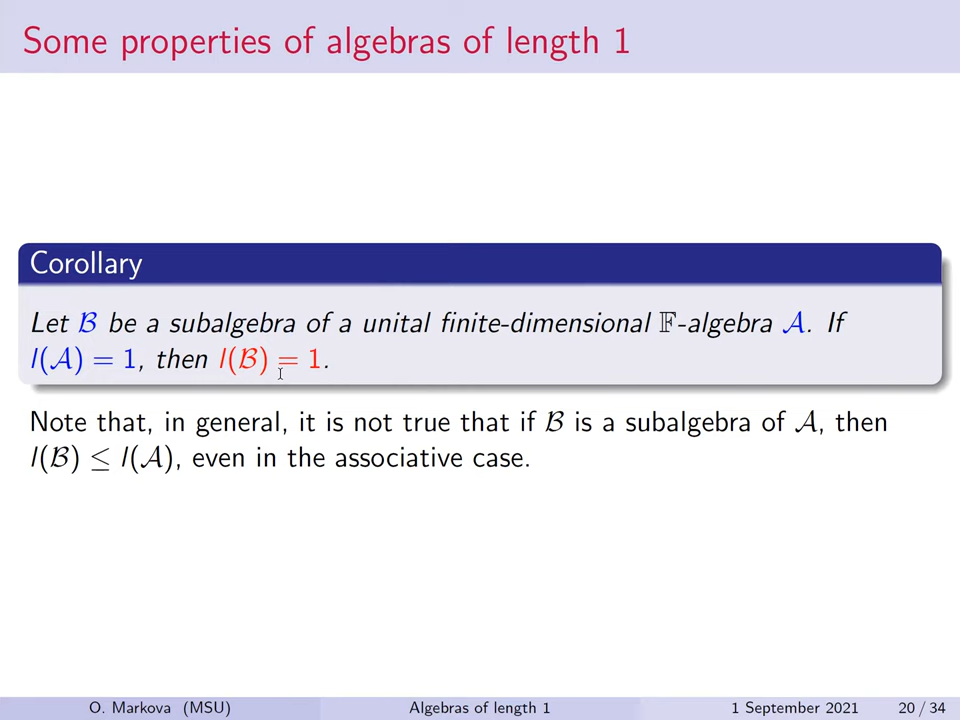 Some properties of algebras of length 1
Corollary
Let ℬ be a subalgebra of a unital finite-dimensional 𝔽-algebra 𝒜. If
l(𝒜) = 1, then l(ℬ) = 1.
Note that, in general, it is not true that if ℬ is a subalgebra of 𝒜, then
l(ℬ) ≤ l(𝒜), even in the associative case.
O. Markova (MSU) Algebras of length 1 1 September 2021 20 / 34